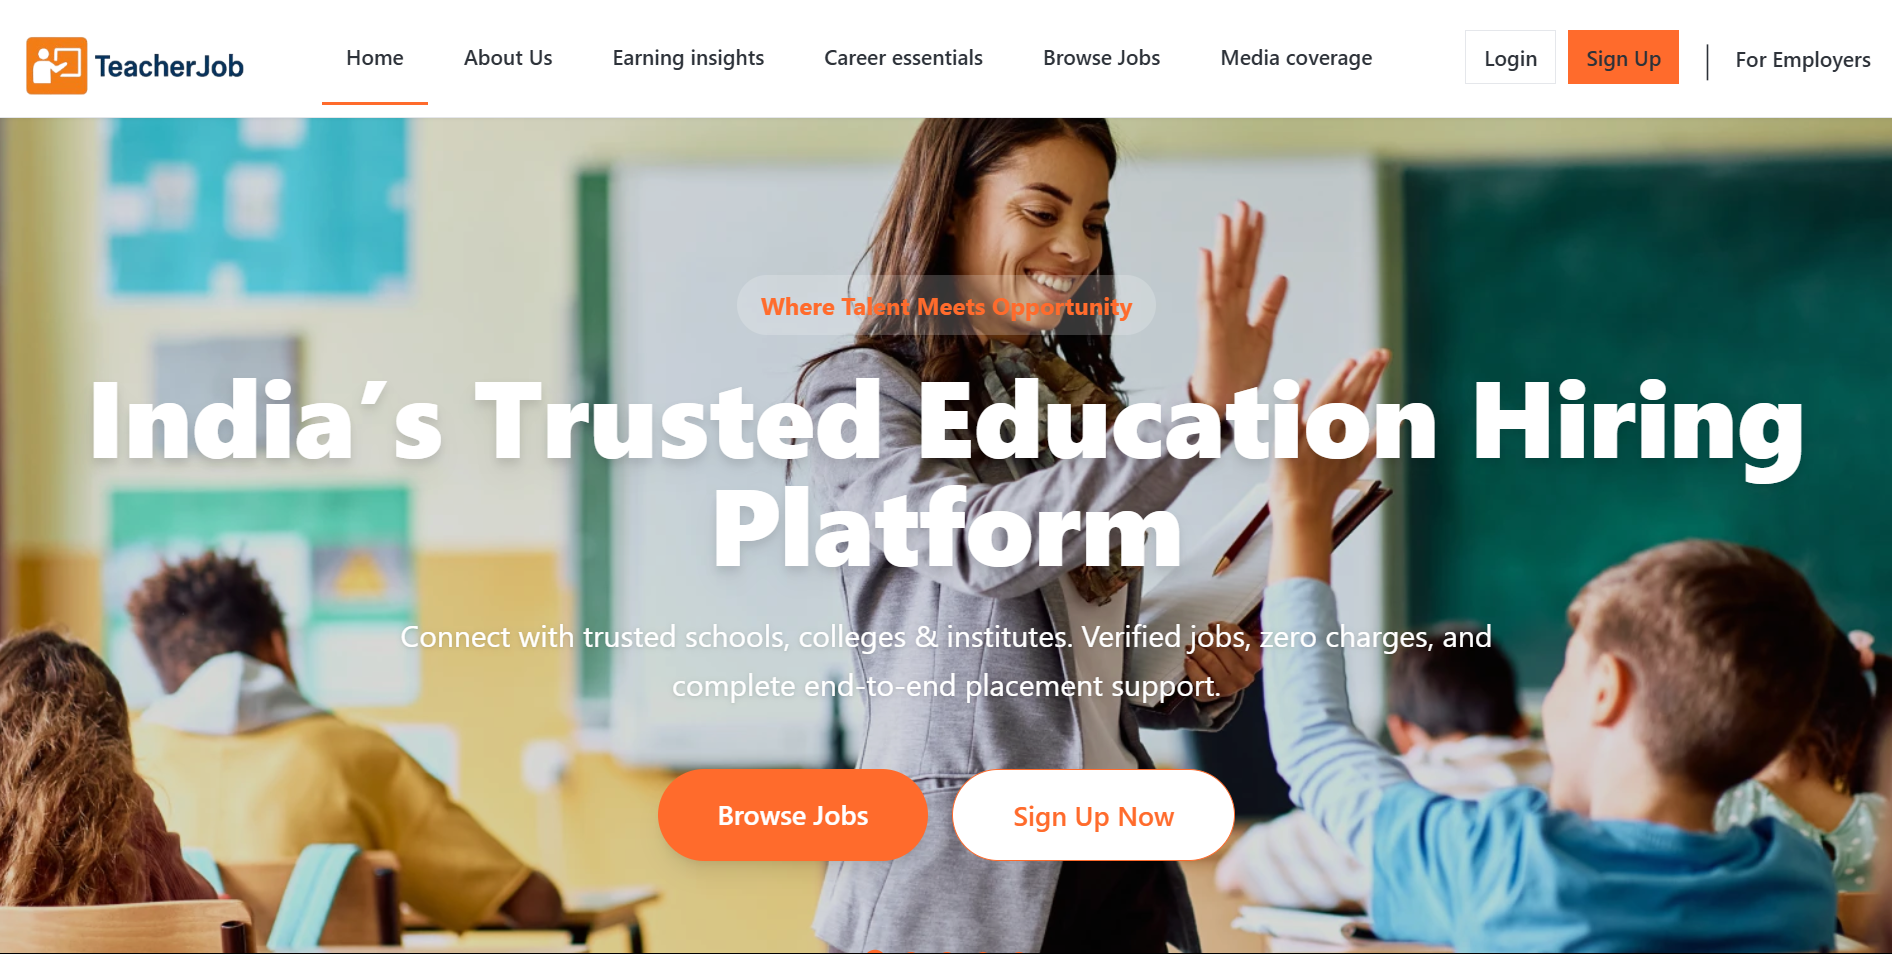 TeacherJob
Home
About Us
Earning insights
Career essentials
Browse Jobs
Media coverage
Login
Sign Up
For Employers
Where Talent Meets Opportunity
India’s Trusted Education Hiring
Platform
Connect with trusted schools, colleges & institutes. Verified jobs, zero charges, and
complete end-to-end placement support.
Browse Jobs
Sign Up Now